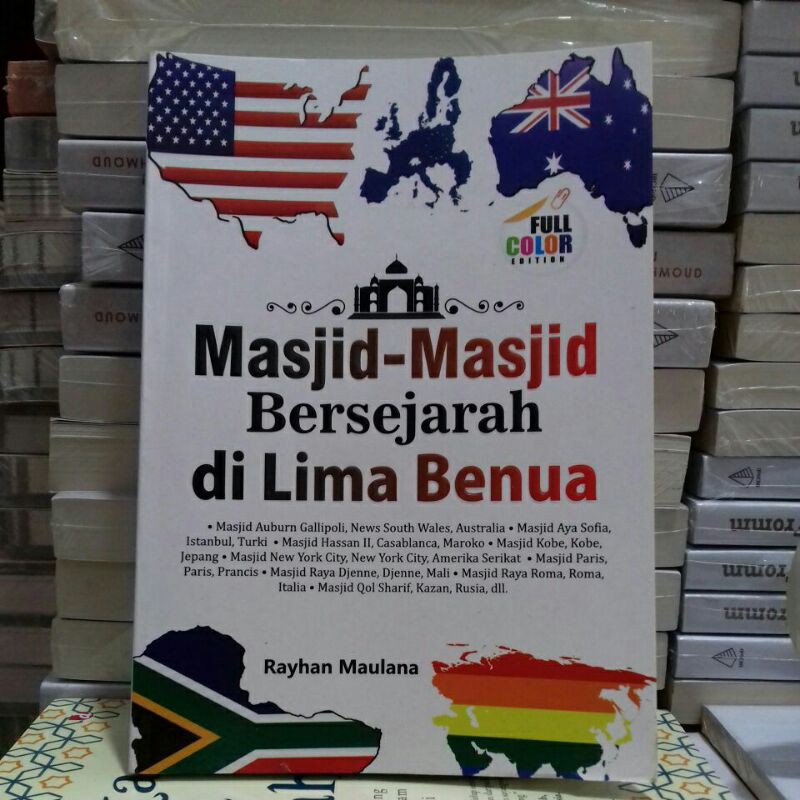 FULL
COLOR
EDITION
Masjid-Masjid
Bersejarah
di Lima Benua
• Masjid Auburn Gallipoli, News South Wales, Australia • Masjid Aya Sofia,
Istanbul, Turki • Masjid Hassan II, Casablanca, Maroko • Masjid Kobe, Kobe,
Jepang • Masjid New York City, New York City, Amerika Serikat • Masjid Paris,
Paris, Prancis • Masjid Raya Djenne, Djenne, Mali • Masjid Raya Roma, Roma,
Italia • Masjid Qol Sharif, Kazan, Rusia, dll.
Rayhan Maulana